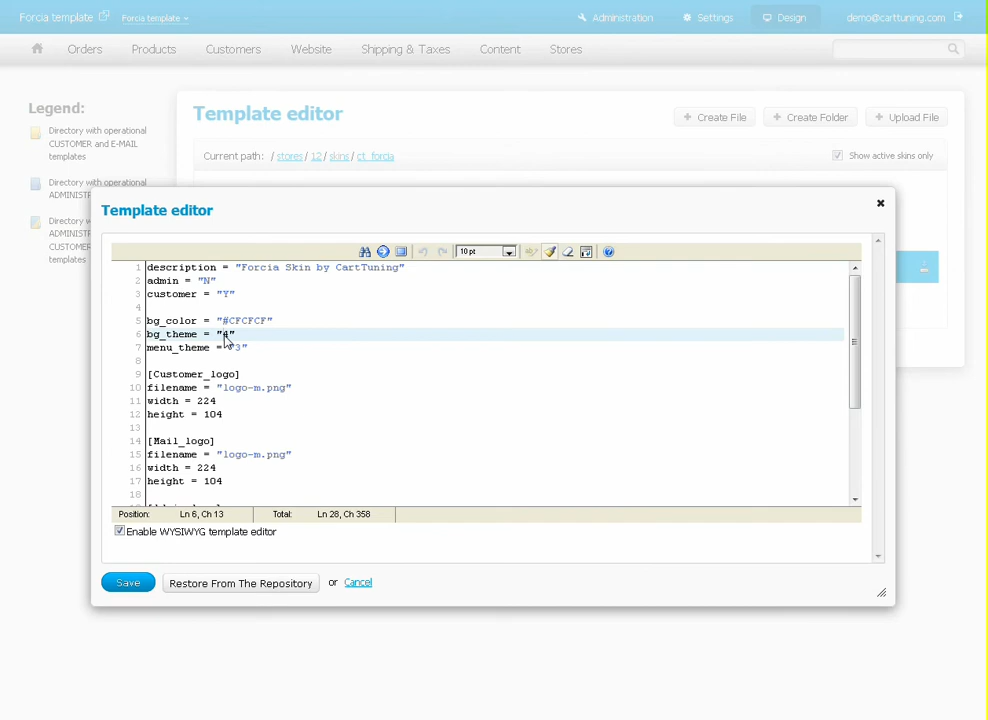 Forcia template
Forcia template
Administration
Settings
Design
demo@carttuning.com
Orders
Products
Customers
Website
Shipping & Taxes
Content
Stores
Legend:
Directory with operational
CUSTOMER and E-MAIL
templates
Directory with operational
ADMINIST
Directory w
ADMINISTR
CUSTOMER
templates
Template editor
+ Create File
+ Create Folder
+ Upload File
Current path: / stores / 12 / skins / ct_forcia
Show active skins only
Template editor
10 pt
1 description = "Forcia Skin by CartTuning"
2 admin = "N"
3 customer = "Y"
4
5 bg_color = "#CFCFCF"
6 bg_theme = "4"
7 menu_theme = "3"
8
9 [Customer_logo]
10 filename = "logo-m.png"
11 width = 224
12 height = 104
13
14 [Mail_logo]
15 filename = "logo-m.png"
16 width = 224
17 height = 104
18
Position: Ln 6, Ch 13 Total: Ln 28, Ch 358
Enable WYSIWYG template editor
Save
Restore From The Repository
or Cancel